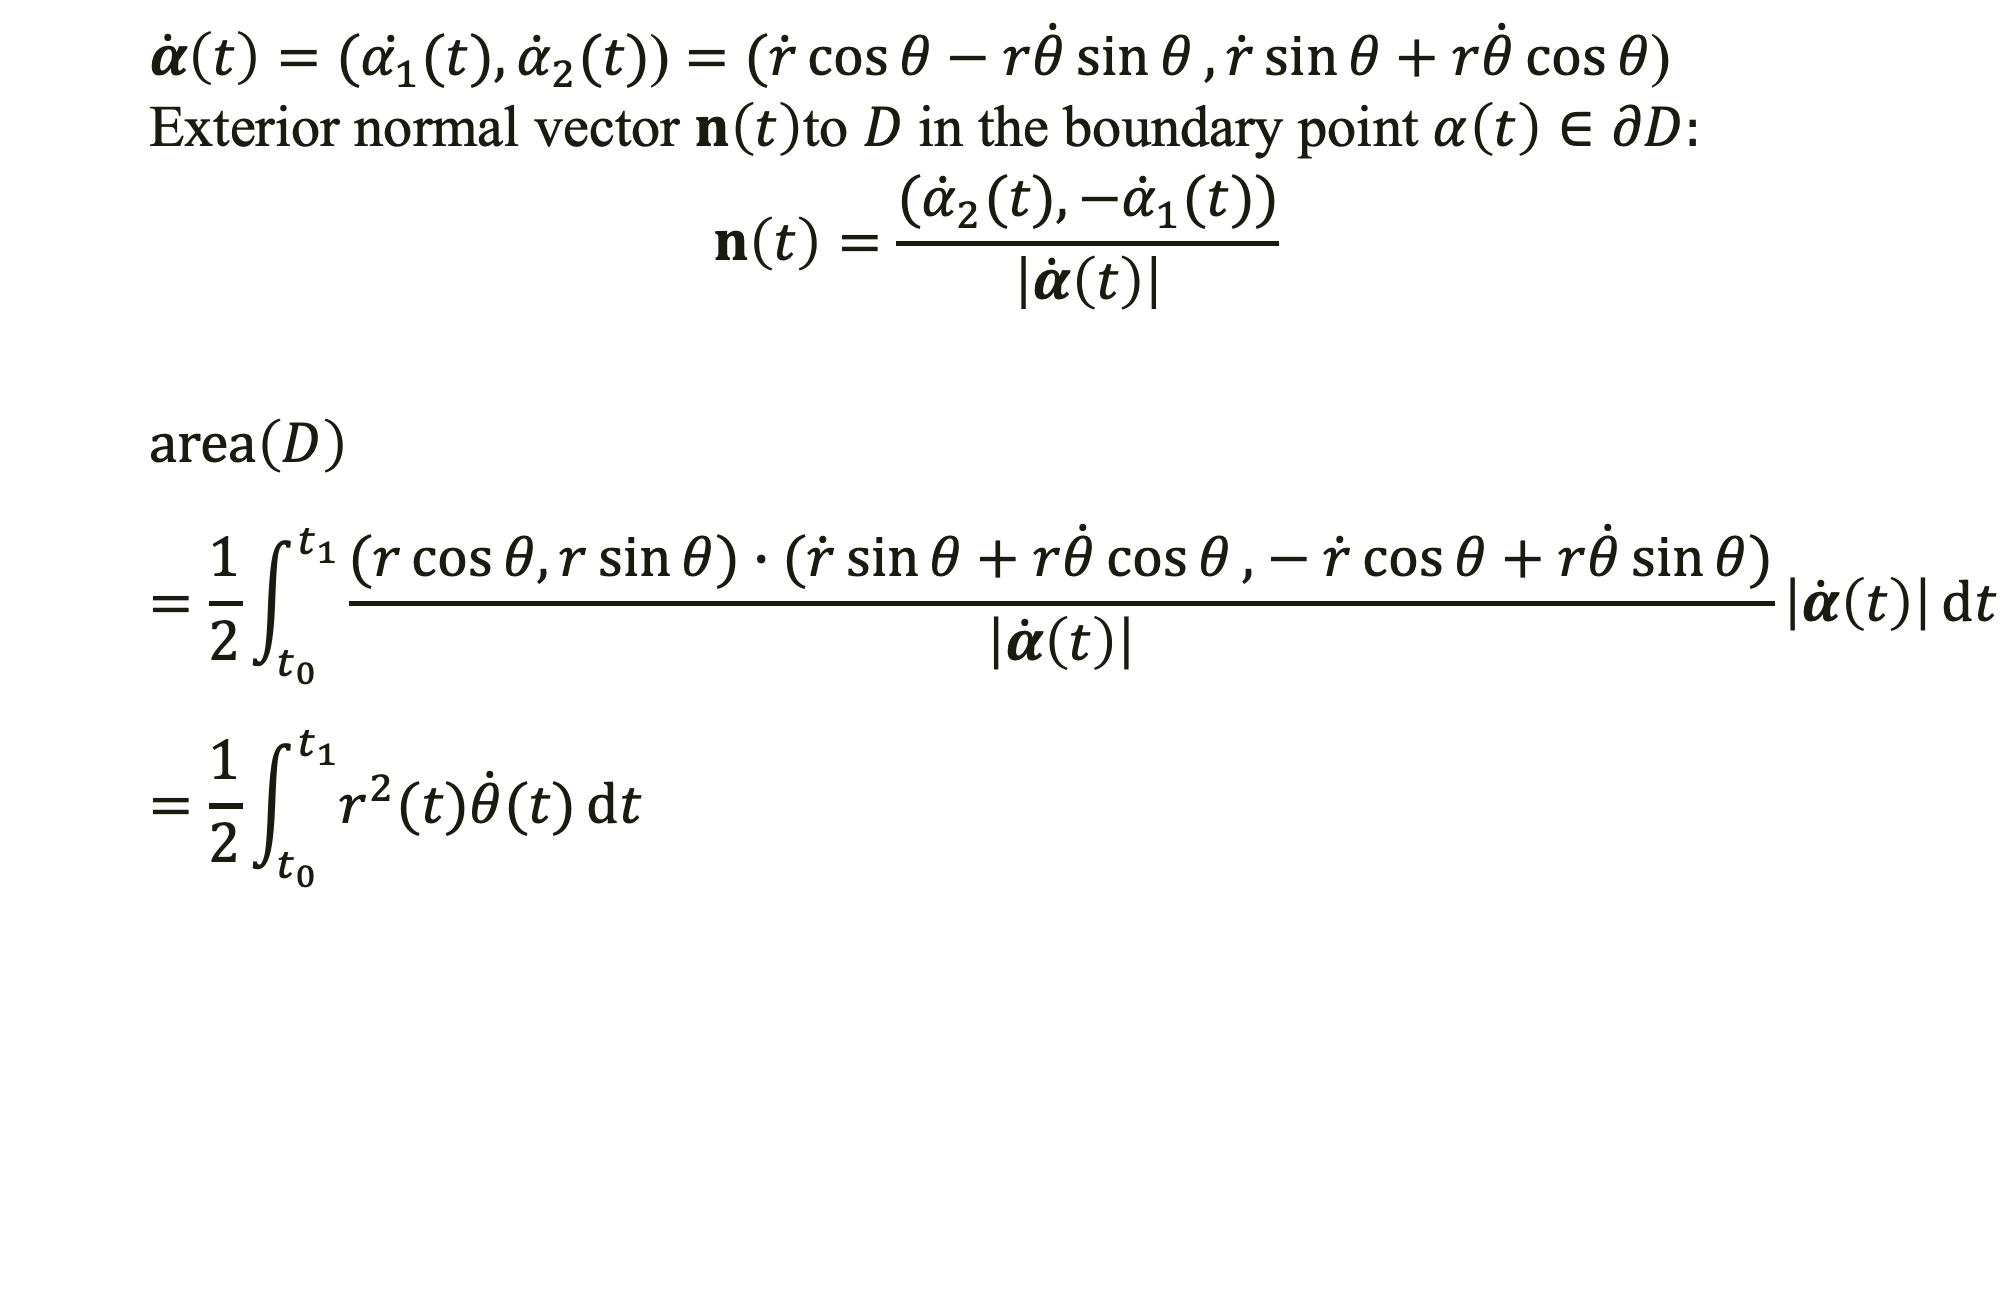 𝜶̇(t) = (α̇₁(t), α̇₂(t)) = (ṙ cos θ − rθ̇ sin θ , ṙ sin θ + rθ̇ cos θ)
Exterior normal vector 𝐧(t)to D in the boundary point α(t) ∈ ∂D:
𝐧(t) = (α̇₂(t), −α̇₁(t)) / |𝜶̇(t)|
area(D)
= 1/2 ∫_{t₀}^{t₁} (r cos θ, r sin θ) · (ṙ sin θ + rθ̇ cos θ , − ṙ cos θ + rθ̇ sin θ) / |𝜶̇(t)| |𝜶̇(t)| dt
= 1/2 ∫_{t₀}^{t₁} r²(t)θ̇(t) dt